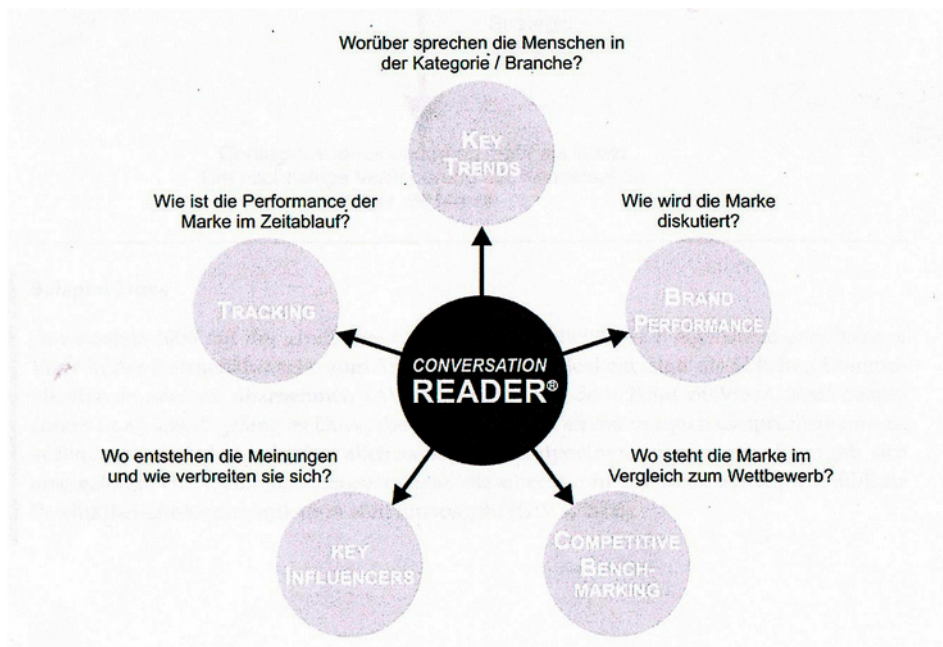 Worüber sprechen die Menschen in
der Kategorie / Branche?
KEY
TRENDS
Wie ist die Performance der
Marke im Zeitablauf?
TRACKING
Wie wird die Marke
diskutiert?
BRAND
PERFORMANCE
CONVERSATION
READER®
Wo entstehen die Meinungen
und wie verbreiten sie sich?
KEY
INFLUENCERS
Wo steht die Marke im
Vergleich zum Wettbewerb?
COMPETITIVE
BENCH-
MARKING